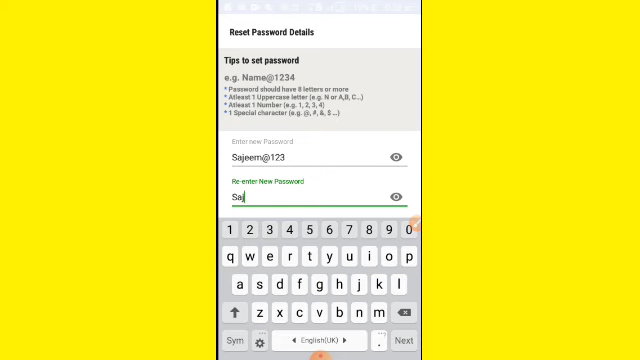 Reset Password Details
Tips to set password
e.g. Name@1234
* Password should have 8 letters or more
* Atleast 1 Uppercase letter (e.g. N or A,B, C...)
* Atleast 1 Number (e.g. 1, 2, 3, 4)
* 1 Special character (e.g. @, #, &, $ ...)
Enter new Password
Sajeem@123
Re-enter New Password
Saj
1 2 3 4 5 6 7 8 9 0
q w e r t y u i o p
a s d f g h j k l
z x c v b n m
Sym English(UK) . Next